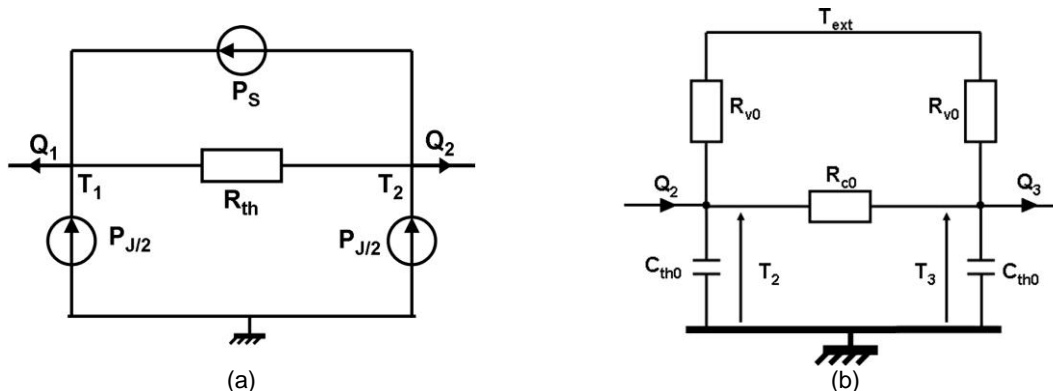 P_S
Q_1
Q_2
T_1
T_2
R_th
P_J/2
P_J/2
(a)
T_ext
R_v0
R_v0
R_c0
Q_2
Q_3
C_th0
T_2
T_3
C_th0
(b)